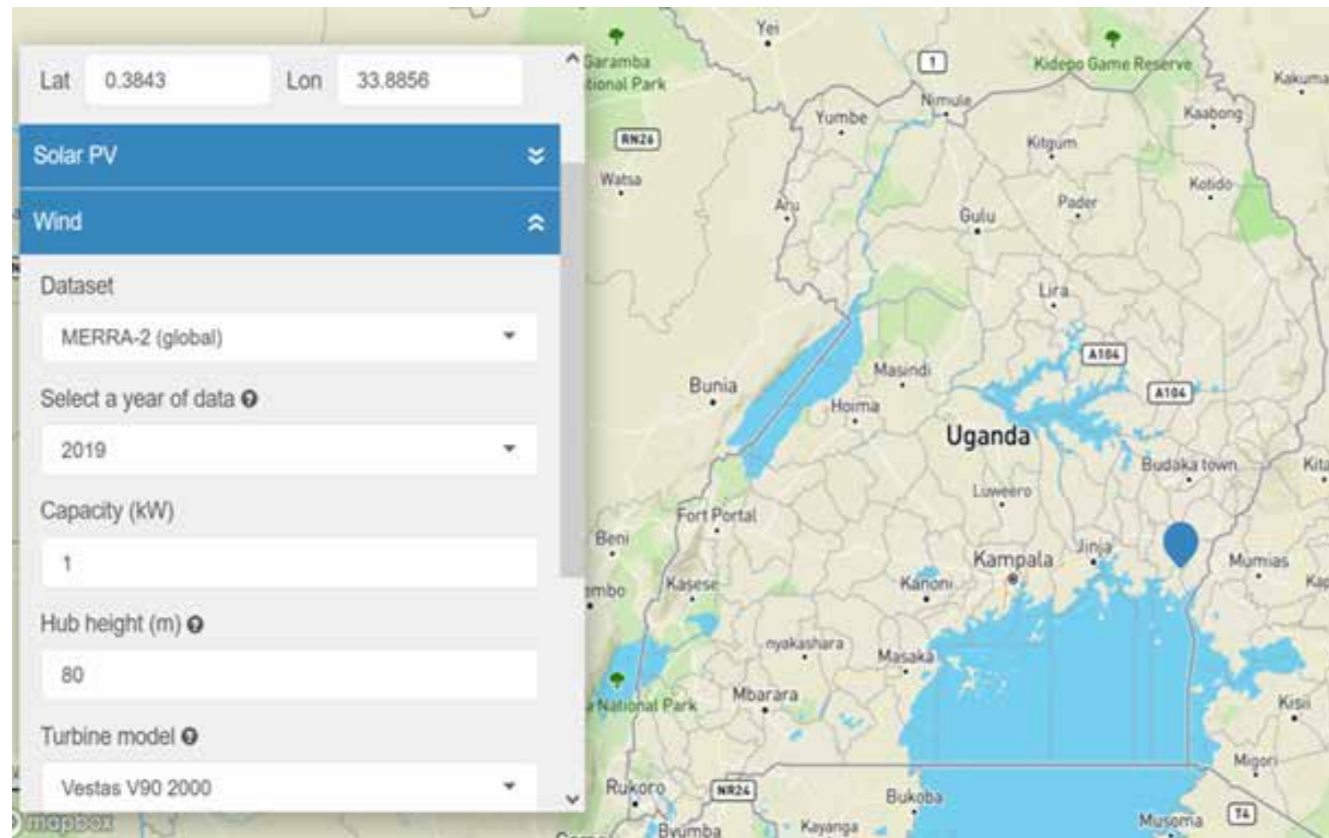 Lat 0.3843 Lon 33.8856
Solar PV
Wind
Dataset
MERRA-2 (global)
Select a year of data
2019
Capacity (kW)
1
Hub height (m)
80
Turbine model
Vestas V90 2000
mapbox
Yei
Garamba
National Park
1
Kidepo Game Reserve
Kakuma
Nimule
Yumbe
Kaabong
RN26
Kitgum
Watsa
Kotido
Aru
Pader
Gulu
Lira
A104
Masindi
Bunia
A104
Hoima
Uganda
Budaka town
Kita
Luweero
Fort Portal
Beni
Jinja
Kampala
Mumias
Kasese
Kanoni
Kap
nyakashara
Masaka
Mbarara
National Park
Kisii
Migori
Rukoro
NR24
Bukoba
T4
Byumba
Kayanga
Musoma